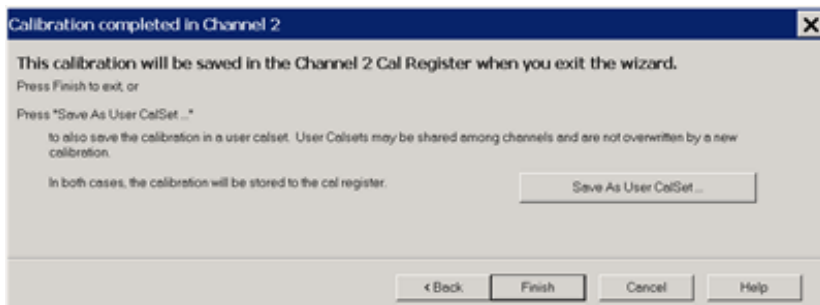 Calibration completed in Channel 2
This calibration will be saved in the Channel 2 Cal Register when you exit the wizard.
Press Finish to exit, or
Press "Save As User CalSet..."
to also save the calibration in a user calset. User Calsets may be shared among channels and are not overwritten by a new
calibration.
In both cases, the calibration will be stored to the cal register.
Save As User CalSet...
< Back
Finish
Cancel
Help